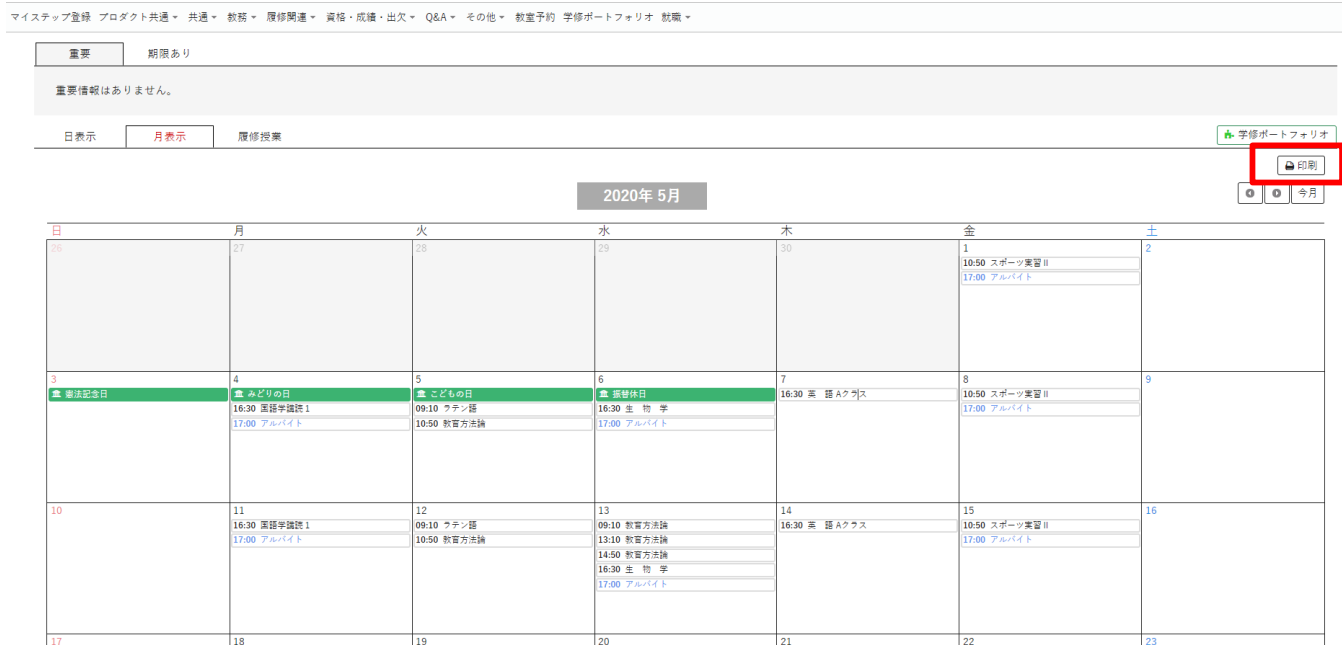 マイステップ登録 プロダクト共通 共通 教務 履修関連 資格・成績・出欠 Q&A その他 教室予約 学修ポートフォリオ 就職
重要 期限あり
重要情報はありません。
日表示 月表示 履修授業 学修ポートフォリオ
印刷
2020年 5月
今月
日 月 火 水 木 金 土
26 27 28 29 30 1 2
10:50 スポーツ実習Ⅱ
17:00 アルバイト
3 4 5 6 7 8 9
憲法記念日 みどりの日 こどもの日 振替休日 16:30 英 語 Aクラス 10:50 スポーツ実習Ⅱ
16:30 国語学講読1 09:10 ラテン語 16:30 生 物 学 17:00 アルバイト
17:00 アルバイト 10:50 教育方法論 17:00 アルバイト
10 11 12 13 14 15 16
16:30 国語学講読1 09:10 ラテン語 09:10 教育方法論 16:30 英 語 Aクラス 10:50 スポーツ実習Ⅱ
17:00 アルバイト 10:50 教育方法論 13:10 教育方法論 17:00 アルバイト
14:50 教育方法論
16:30 生 物 学
17:00 アルバイト
17 18 19 20 21 22 23